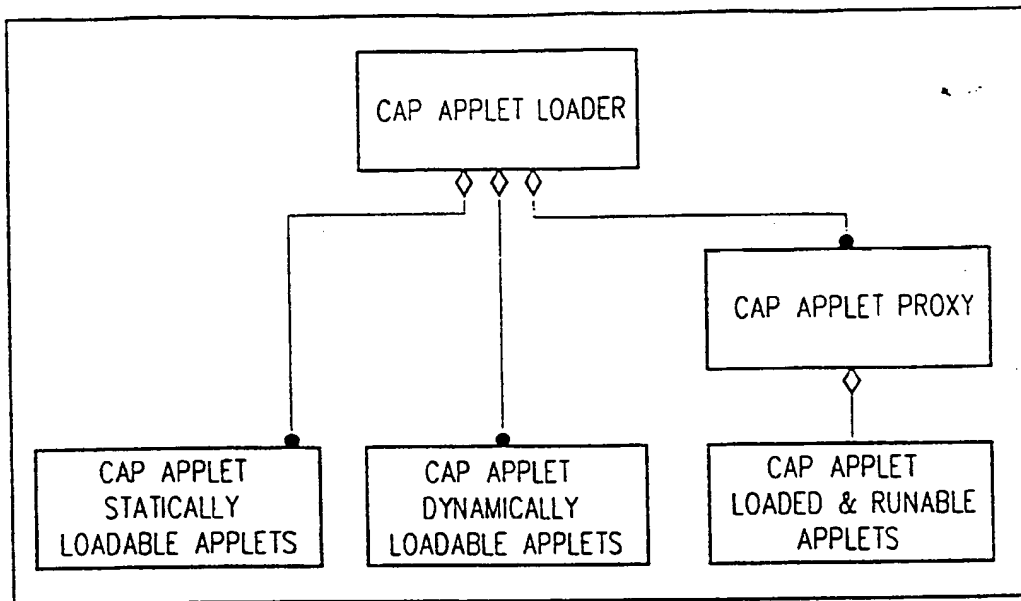 CAP APPLET LOADER
CAP APPLET PROXY
CAP APPLET
STATICALLY
LOADABLE APPLETS
CAP APPLET
DYNAMICALLY
LOADABLE APPLETS
CAP APPLET
LOADED & RUNABLE
APPLETS